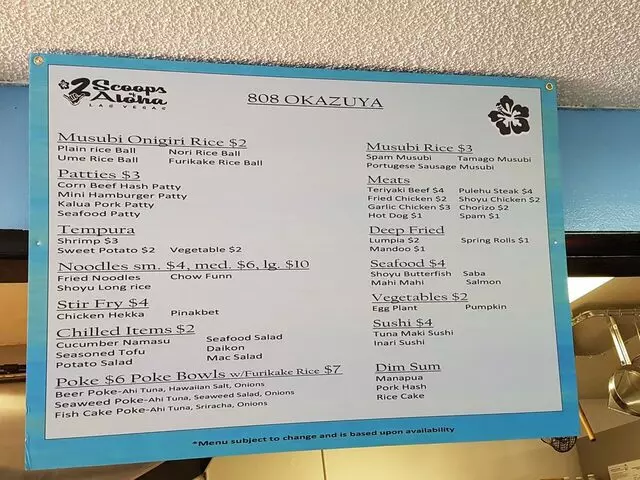 2 Scoops
of
Aloha
LAS VEGAS
808 OKAZUYA
Musubi Onigiri Rice $2
Plain rice Ball Nori Rice Ball
Ume Rice Ball Furikake Rice Ball
Patties $3
Corn Beef Hash Patty
Mini Hamburger Patty
Kalua Pork Patty
Seafood Patty
Tempura
Shrimp $3
Sweet Potato $2 Vegetable $2
Noodles sm. $4, med. $6, lg. $10
Fried Noodles Chow Funn
Shoyu Long rice
Stir Fry $4
Chicken Hekka Pinakbet
Chilled Items $2
Cucumber Namasu Seafood Salad
Seasoned Tofu Daikon
Potato Salad Mac Salad
Poke $6 Poke Bowls w/Furikake Rice $7
Beer Poke-Ahi Tuna, Hawaiian Salt, Onions
Seaweed Poke-Ahi Tuna, Seaweed Salad, Onions
Fish Cake Poke-Ahi Tuna, Sriracha, Onions
Musubi Rice $3
Spam Musubi Tamago Musubi
Portugese Sausage Musubi
Meats
Teriyaki Beef $4 Pulehu Steak $4
Fried Chicken $2 Shoyu Chicken $2
Garlic Chicken $3 Chorizo $2
Hot Dog $1 Spam $1
Deep Fried
Lumpia $2 Spring Rolls $1
Mandoo $1
Seafood $4
Shoyu Butterfish Saba
Mahi Mahi Salmon
Vegetables $2
Egg Plant Pumpkin
Sushi $4
Tuna Maki Sushi
Inari Sushi
Dim Sum
Manapua
Pork Hash
Rice Cake
*Menu subject to change and is based upon availability